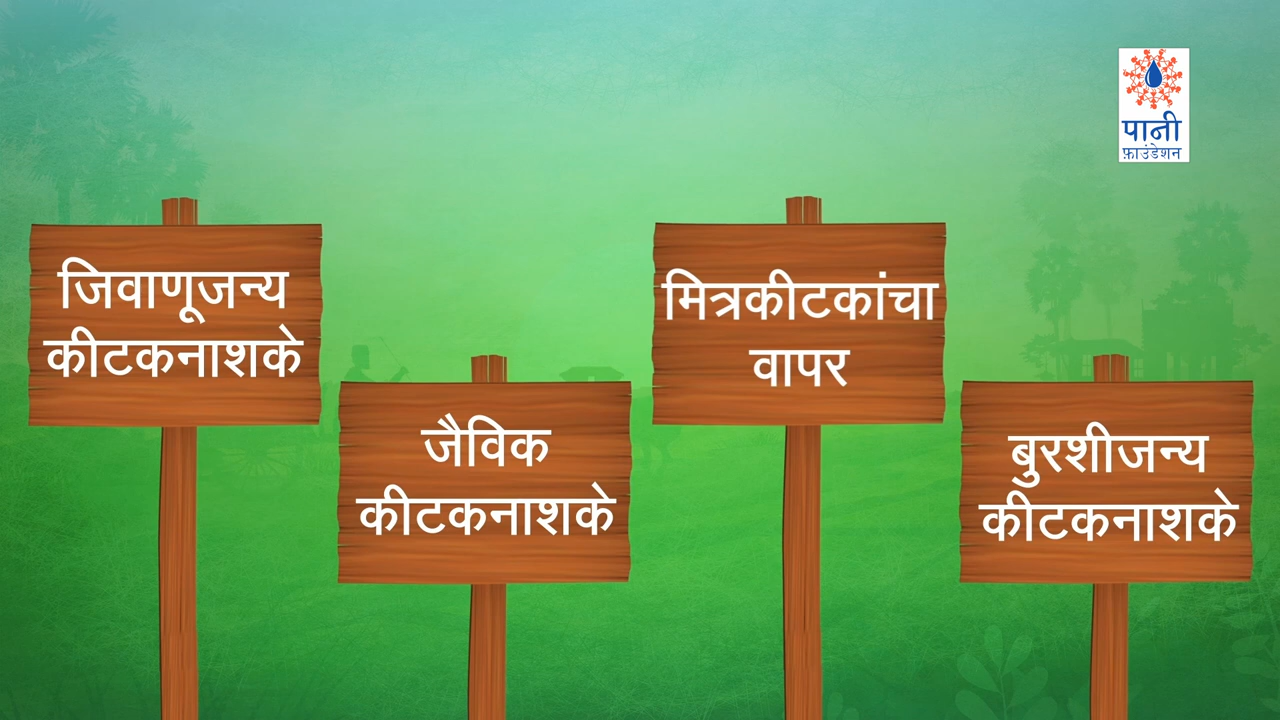 पानी
फ़ाउंडेशन
जिवाणूजन्य
कीटकनाशके
जैविक
कीटकनाशके
मित्रकीटकांचा
वापर
बुरशीजन्य
कीटकनाशके